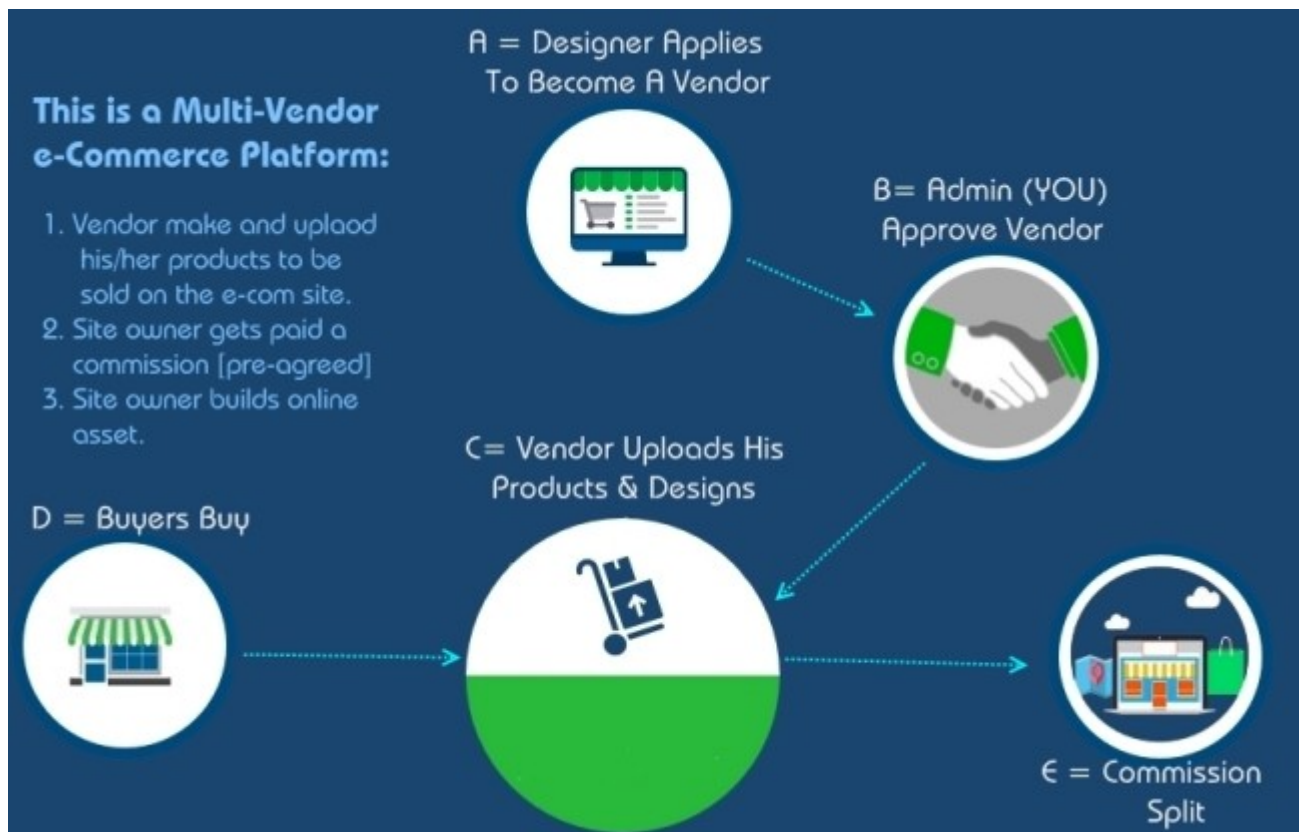 This is a Multi-Vendor
e-Commerce Platform:
1. Vendor make and uplaod
his/her products to be
sold on the e-com site.
2. Site owner gets paid a
commission [pre-agreed]
3. Site owner builds online
asset.
A = Designer Applies
To Become A Vendor
B= Admin (YOU)
Approve Vendor
C= Vendor Uploads His
Products & Designs
D = Buyers Buy
E = Commission
Split